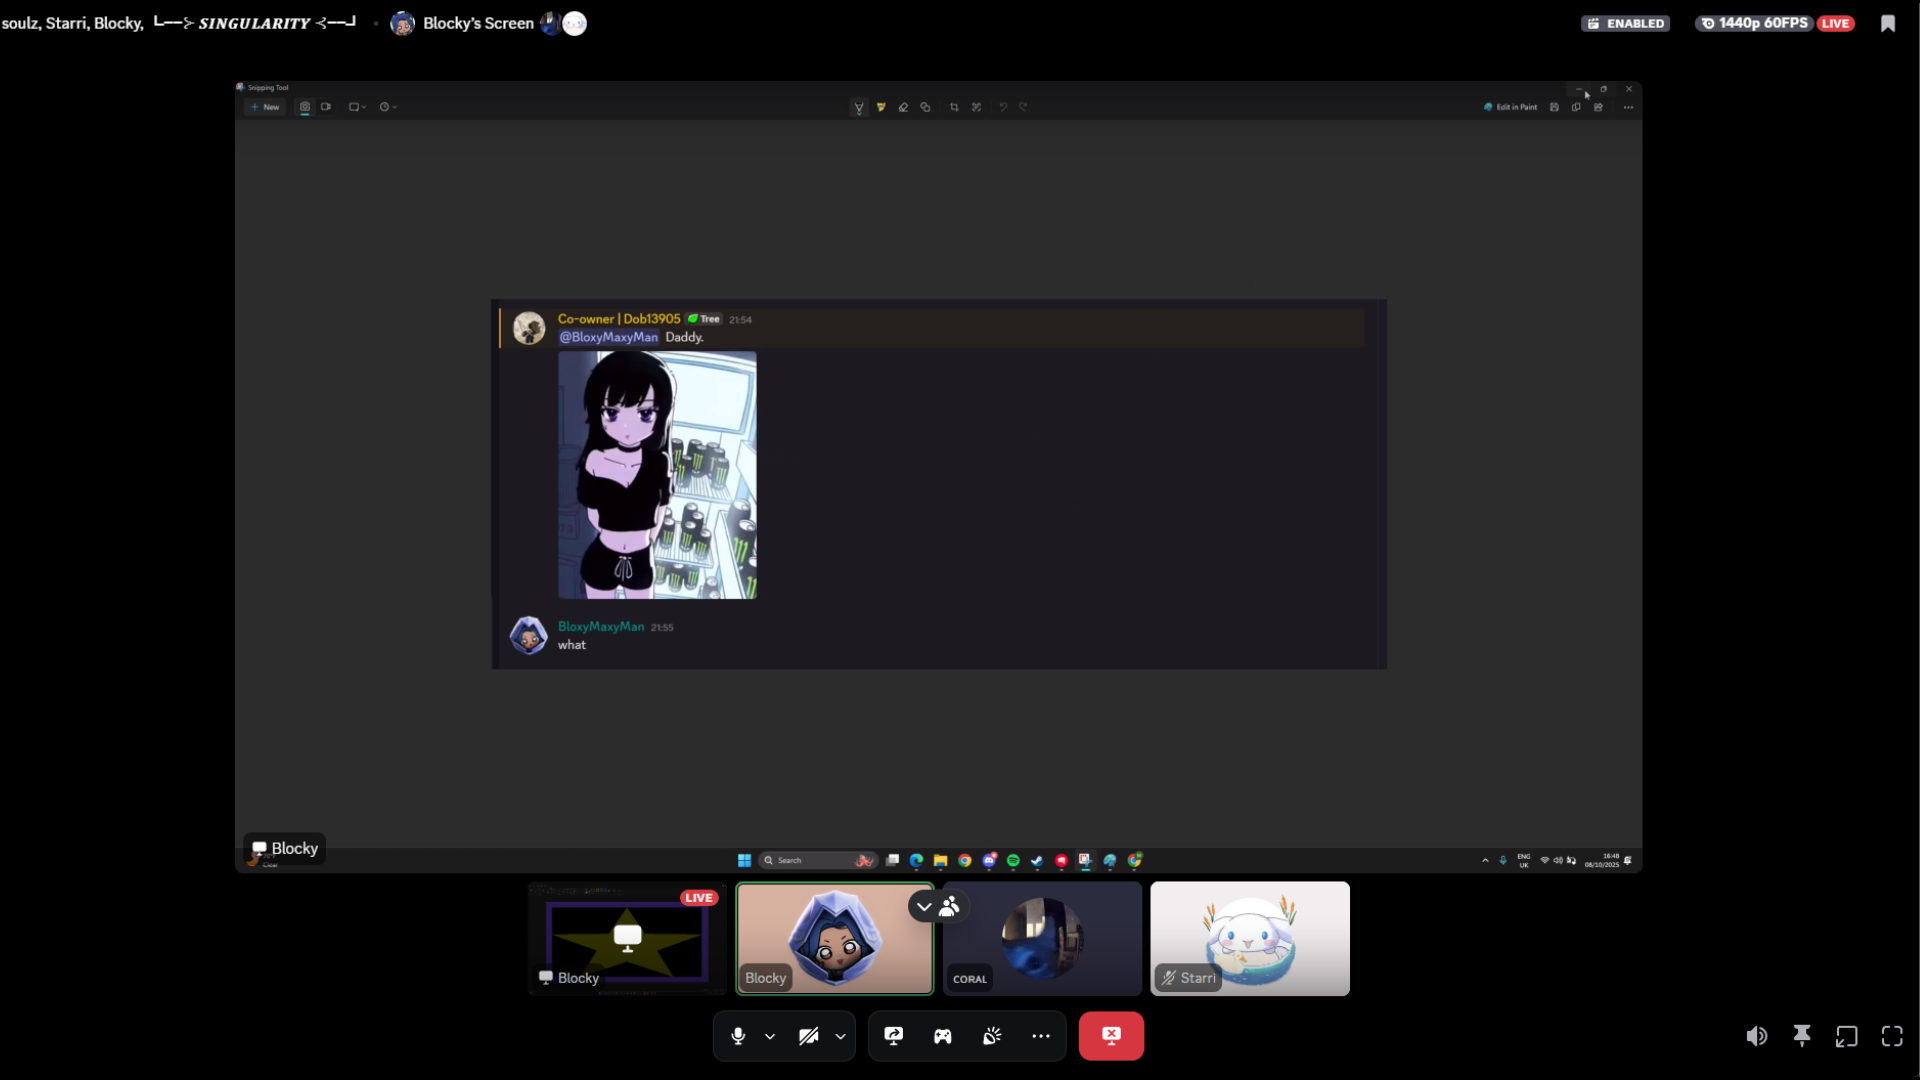 soulz, Starri, Blocky, ┗━━⊱ SINGULARITY ⊰━━┛ • Blocky's Screen
ENABLED 1440p 60FPS LIVE
Snipping Tool
New
Edit in Paint
Co-owner | Dob13905 Tree 21:54
@BloxyMaxyMan Daddy.
BloxyMaxyMan 21:55
what
Blocky
Clear
Search
ENG
UK
16:48
08/10/2025
LIVE
Blocky
Blocky
CORAL
Starri